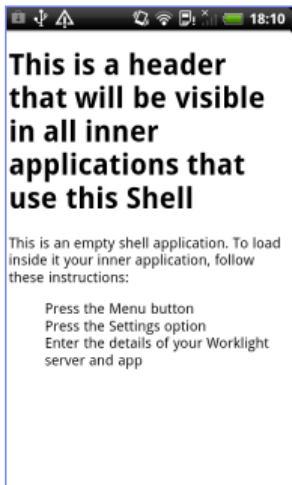 18:10
This is a header
that will be visible
in all inner
applications that
use this Shell
This is an empty shell application. To load
inside it your inner application, follow
these instructions:
Press the Menu button
Press the Settings option
Enter the details of your Worklight
server and app